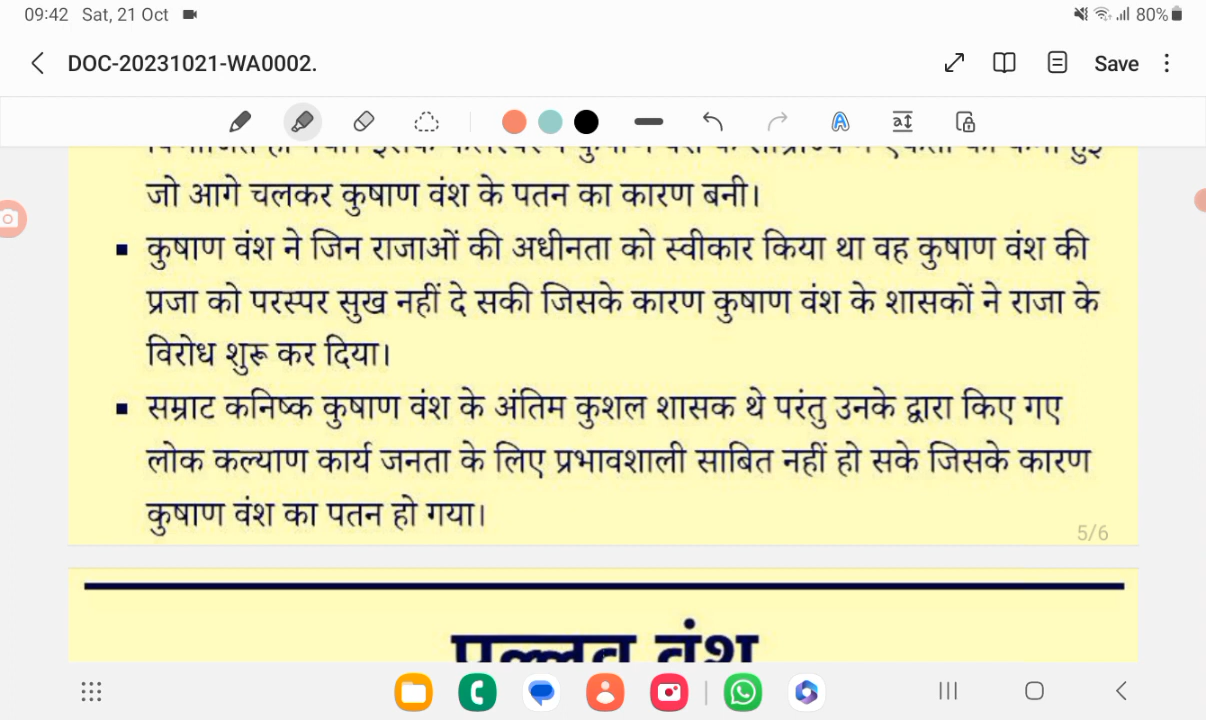 09:42 Sat, 21 Oct 80%
DOC-20231021-WA0002. Save
जो आगे चलकर कुषाण वंश के पतन का कारण बनी।
▪ कुषाण वंश ने जिन राजाओं की अधीनता को स्वीकार किया था वह कुषाण वंश की
प्रजा को परस्पर सुख नहीं दे सकी जिसके कारण कुषाण वंश के शासकों ने राजा के
विरोध शुरू कर दिया।
▪ सम्राट कनिष्क कुषाण वंश के अंतिम कुशल शासक थे परंतु उनके द्वारा किए गए
लोक कल्याण कार्य जनता के लिए प्रभावशाली साबित नहीं हो सके जिसके कारण
कुषाण वंश का पतन हो गया।
5/6
पल्लव वंश